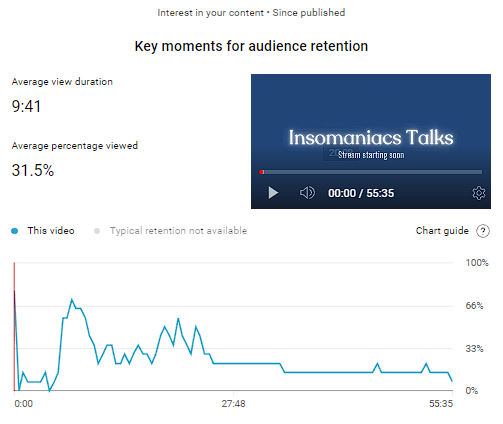 Interest in your content • Since published
Key moments for audience retention
Average view duration
9:41
Average percentage viewed
31.5%
Insomaniacs Talks
Stream starting soon
00:00 / 55:35
This video
Typical retention not available
Chart guide ?
100%
66%
33%
0%
0:00
27:48
55:35